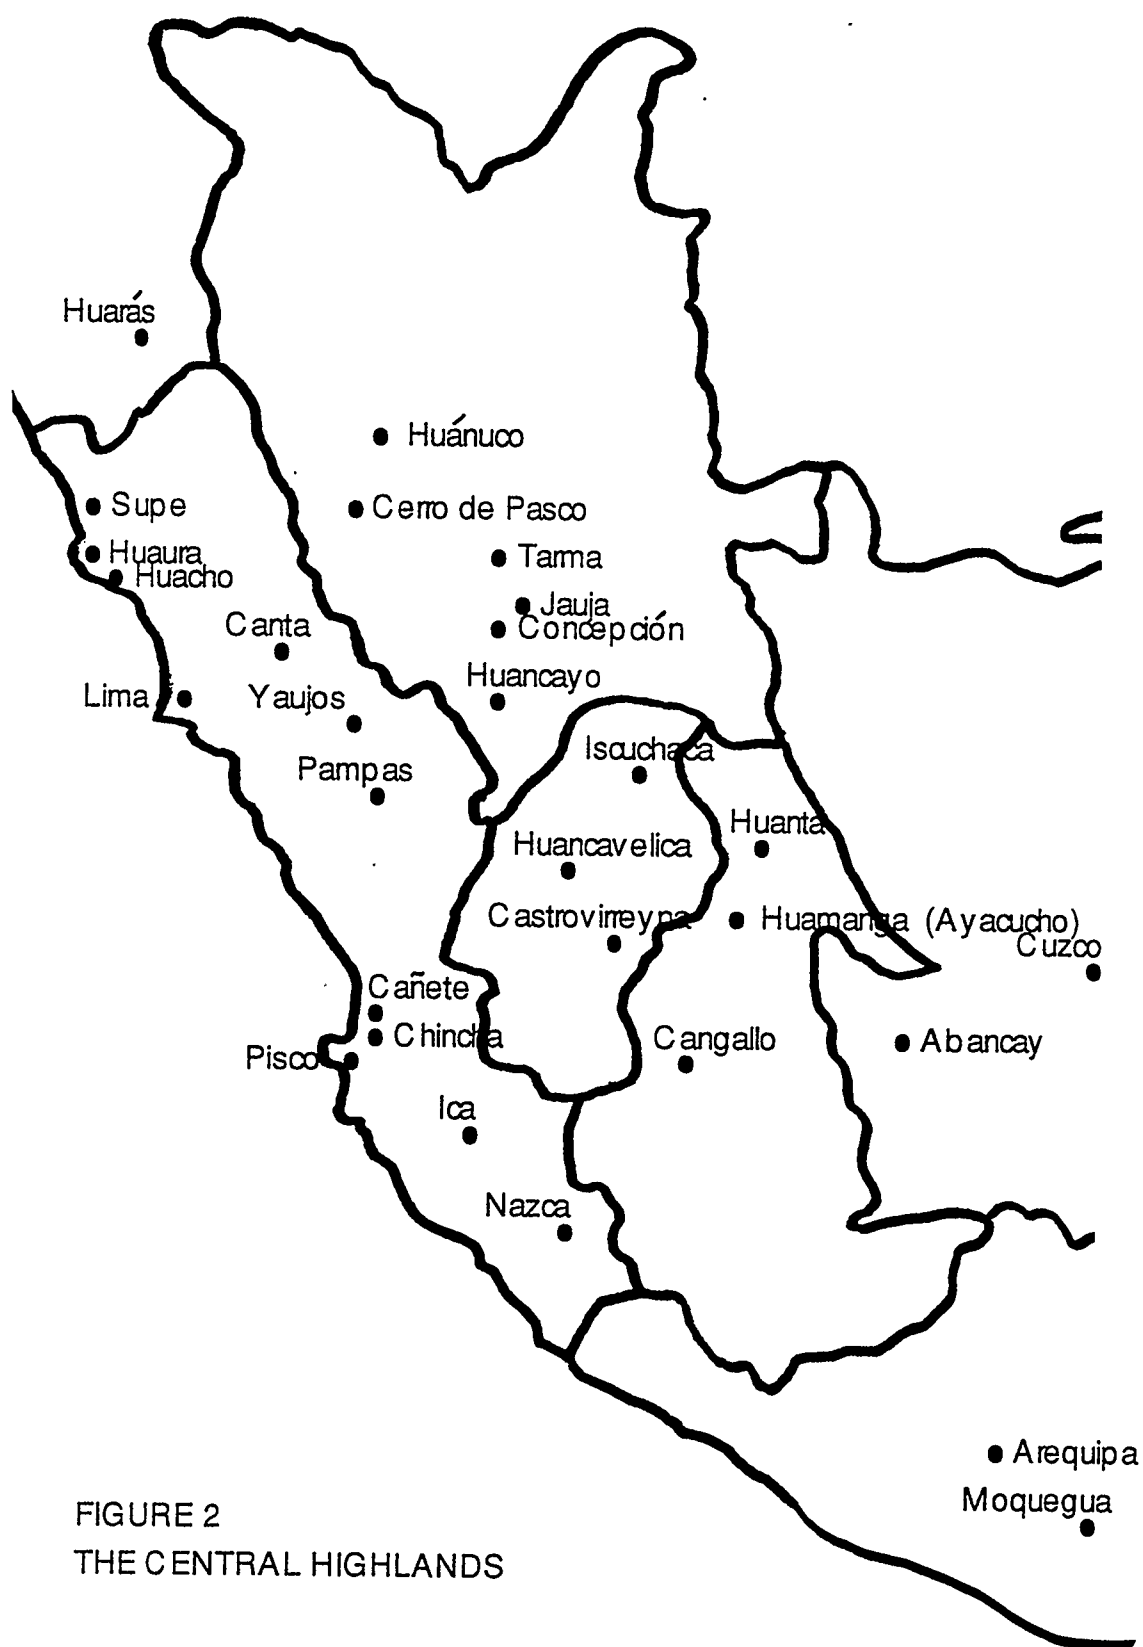 Huarás
Huánuco
Supe
Cerro de Pasco
Huaura
Tarma
Huacho
Jauja
Canta
Concepción
Huancayo
Lima
Yaujos
Iscuchaca
Pampas
Huanta
Huancavelica
Castrovirreyna
Huamanga (Ayacucho)
Cuzco
Cañete
Chincha
Cangallo
Abancay
Pisco
Ica
Nazca
Arequipa
Moquegua
FIGURE 2
THE CENTRAL HIGHLANDS